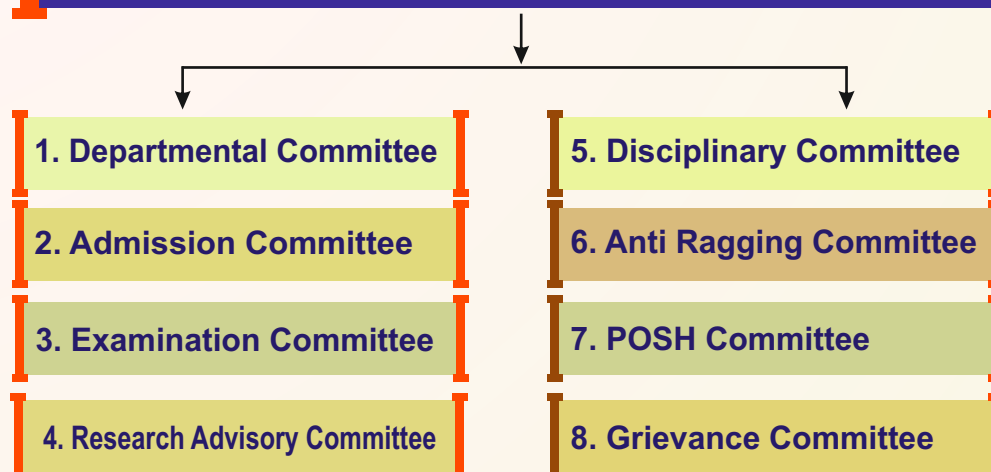 1. Departmental Committee
2. Admission Committee
3. Examination Committee
4. Research Advisory Committee
5. Disciplinary Committee
6. Anti Ragging Committee
7. POSH Committee
8. Grievance Committee